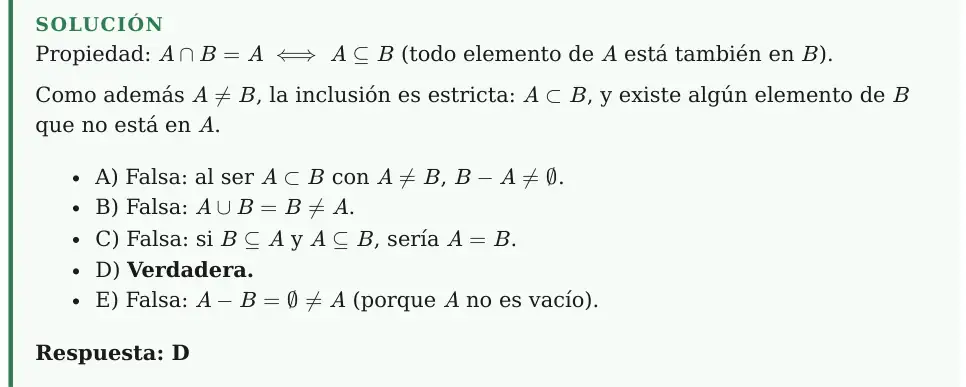 SOLUCIÓN
Propiedad: A ∩ B = A ⟺ A ⊆ B (todo elemento de A está también en B).
Como además A ≠ B, la inclusión es estricta: A ⊂ B, y existe algún elemento de B
que no está en A.
• A) Falsa: al ser A ⊂ B con A ≠ B, B − A ≠ ∅.
• B) Falsa: A ∪ B = B ≠ A.
• C) Falsa: si B ⊆ A y A ⊆ B, sería A = B.
• D) Verdadera.
• E) Falsa: A − B = ∅ ≠ A (porque A no es vacío).
Respuesta: D